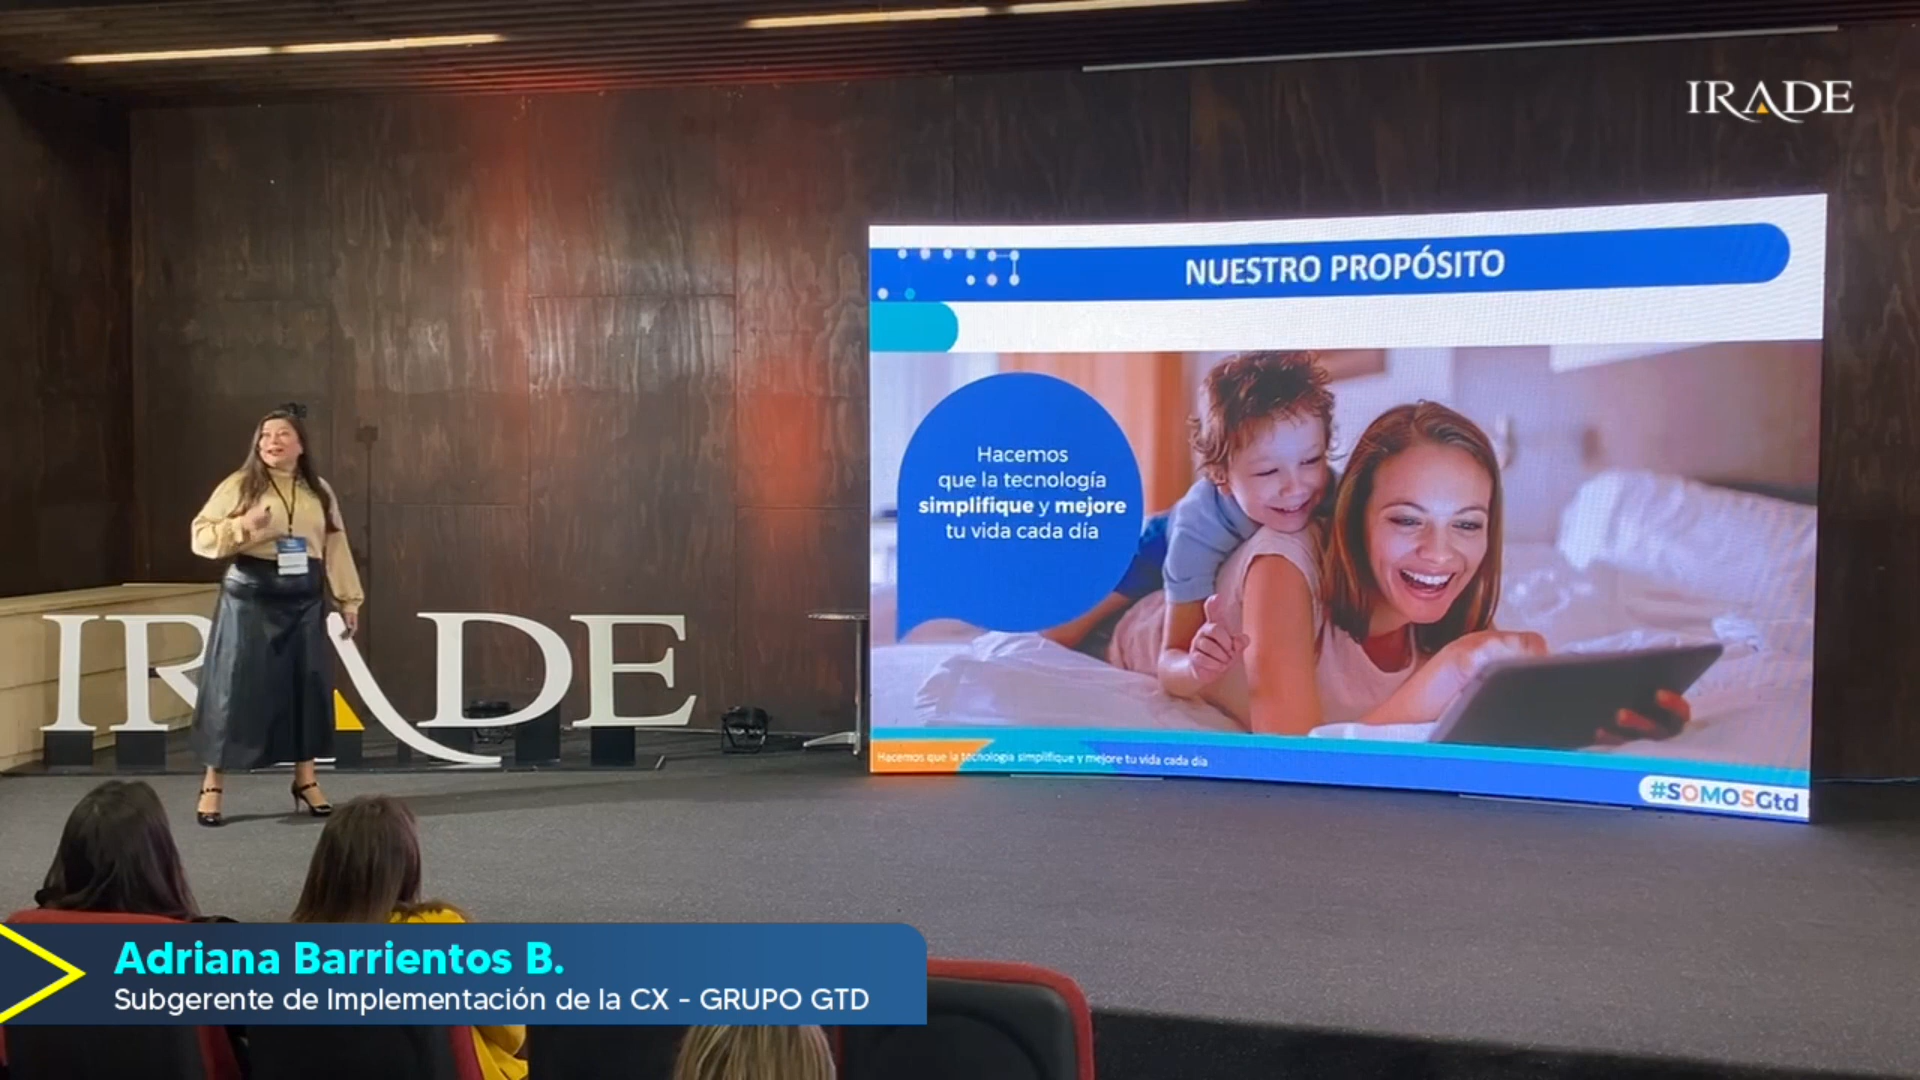 IRADE
NUESTRO PROPÓSITO
Hacemos
que la tecnología
simplifique y mejore
tu vida cada día
IRADE
Hacemos que la tecnología simplifique y mejore tu vida cada día
#SOMOSGtd
Adriana Barrientos B.
Subgerente de Implementación de la CX - GRUPO GTD